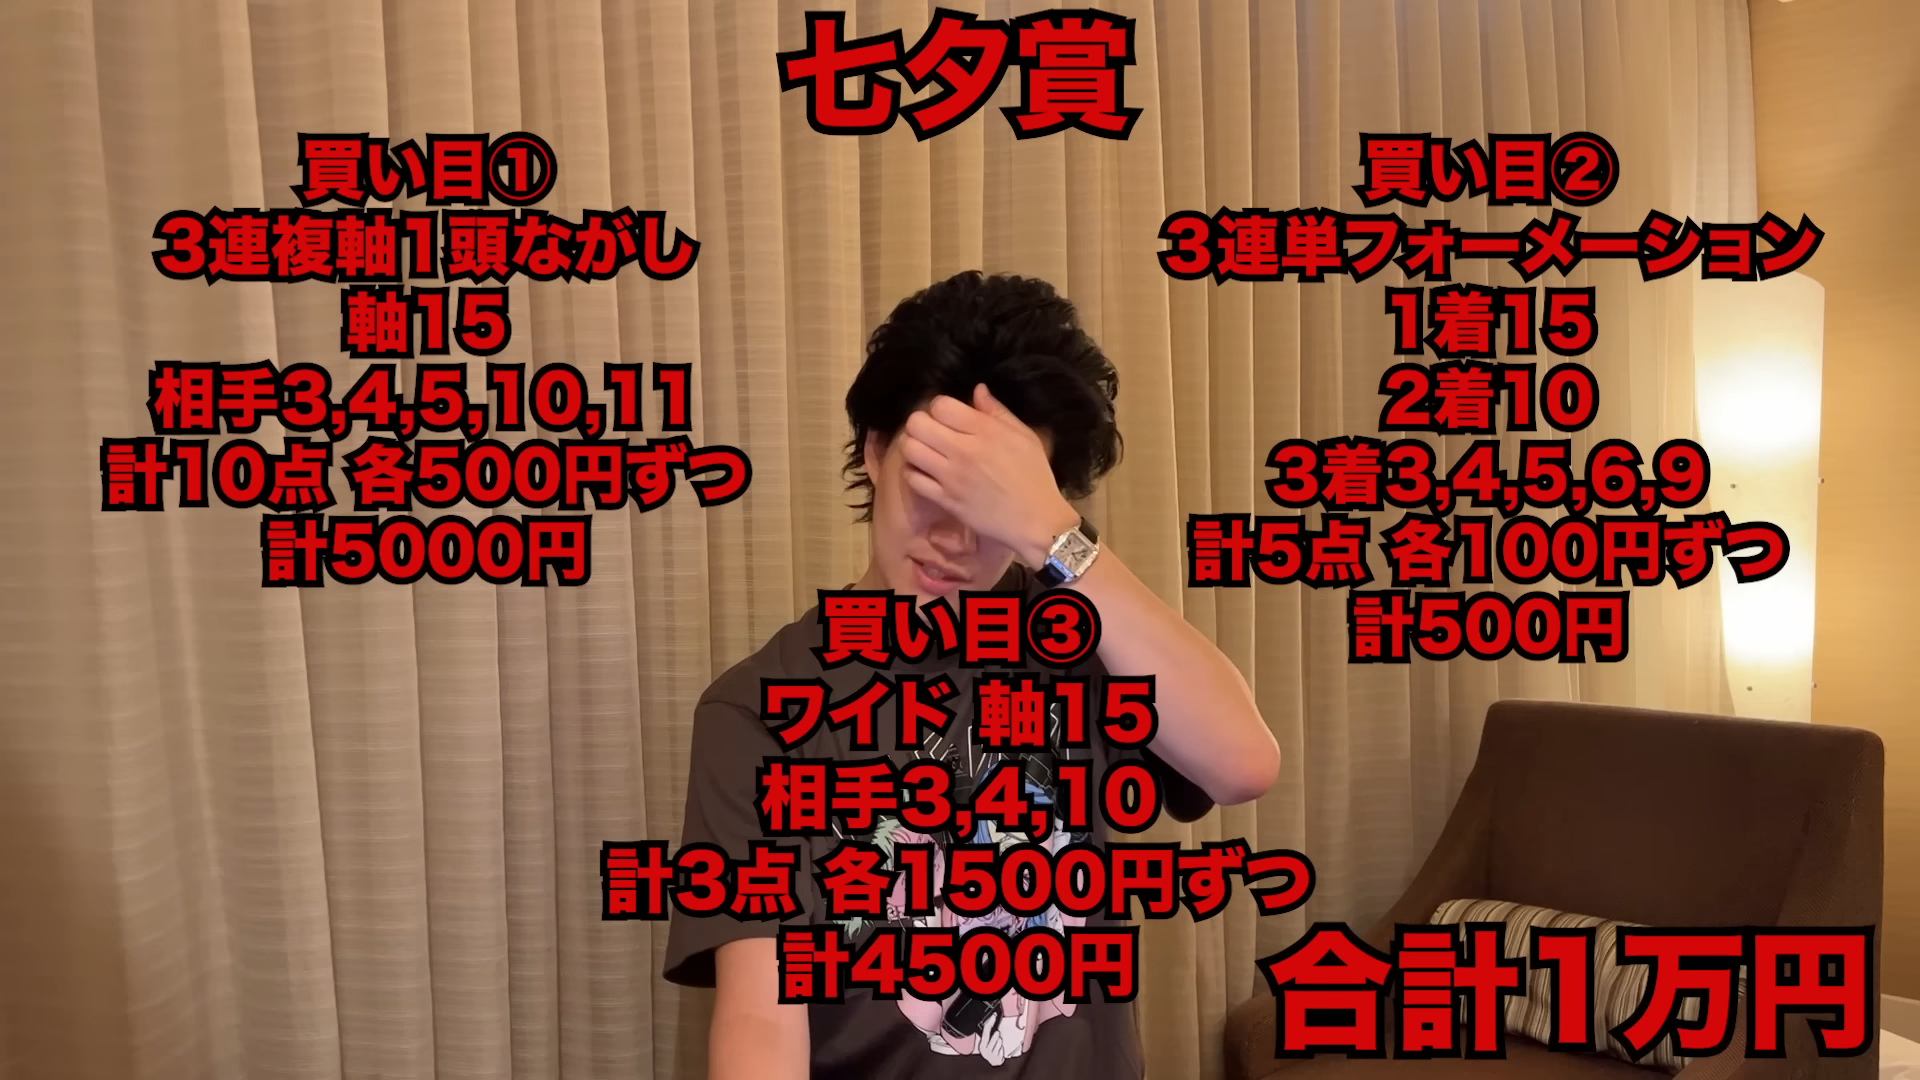 七夕賞
買い目①
3連複軸1頭ながし
軸15
相手3,4,5,10,11
計10点 各500円ずつ
計5000円
買い目②
3連単フォーメーション
1着15
2着10
3着3,4,5,6,9
計5点 各100円ずつ
計500円
買い目③
ワイド 軸15
相手3,4,10
計3点 各1500円ずつ
計4500円
合計1万円